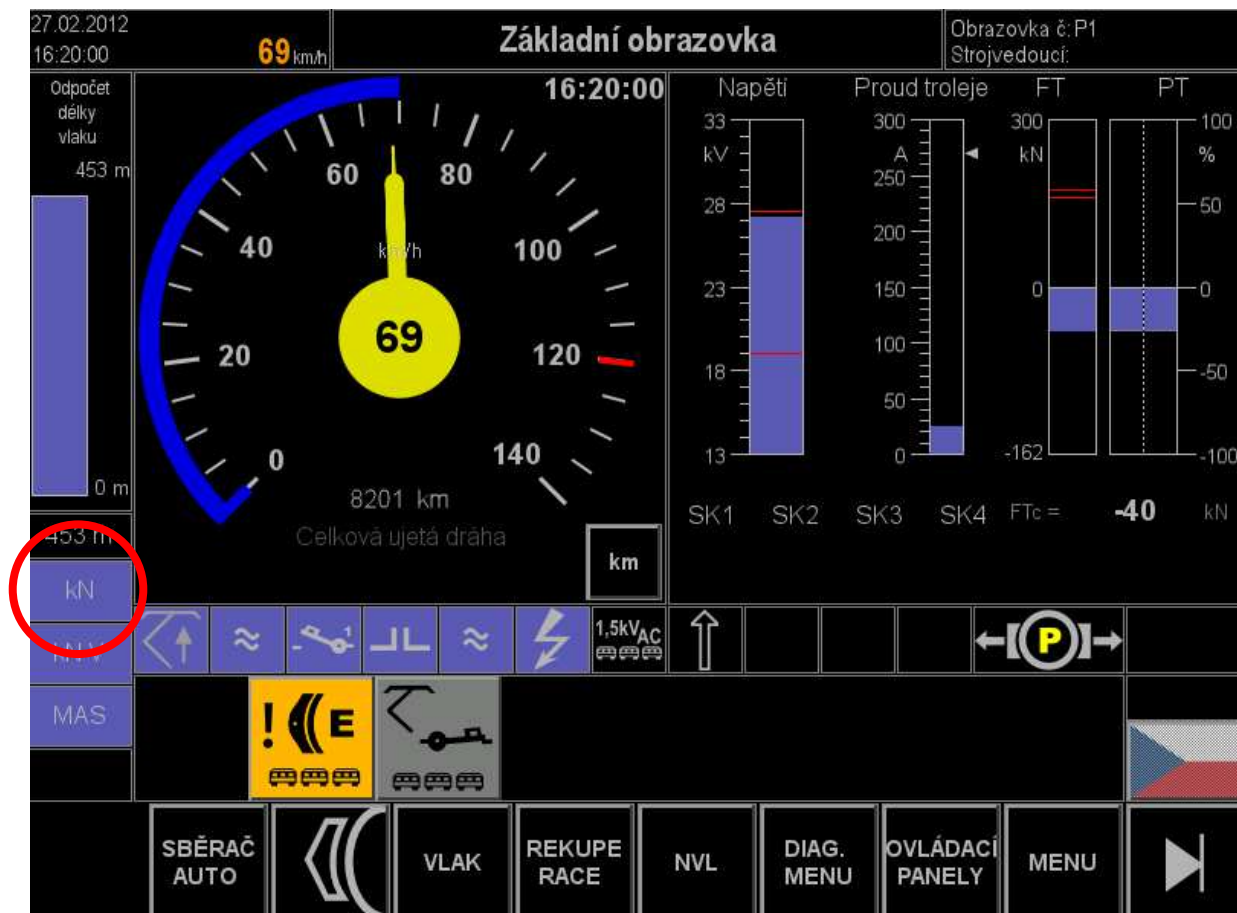 27.02.2012
16:20:00
69 km/h
Základní obrazovka
Obrazovka č: P1
Strojvedoucí:
Odpočet
délky
vlaku
453 m
0 m
453 m
kN
kN V
MAS
16:20:00
0
20
40
60
80
100
120
140
km/h
69
8201 km
Celková ujetá dráha
km
Napětí
33
kV
28
23
18
13
Proud troleje
300
A
250
200
150
100
50
0
FT
300
kN
0
-162
PT
100
%
50
0
-50
-100
SK1 SK2 SK3 SK4
FTc = -40 kN
1
1,5kV AC
P
! E
SBĚRAČ
AUTO
VLAK
REKUPE
RACE
NVL
DIAG.
MENU
OVLÁDACÍ
PANELY
MENU